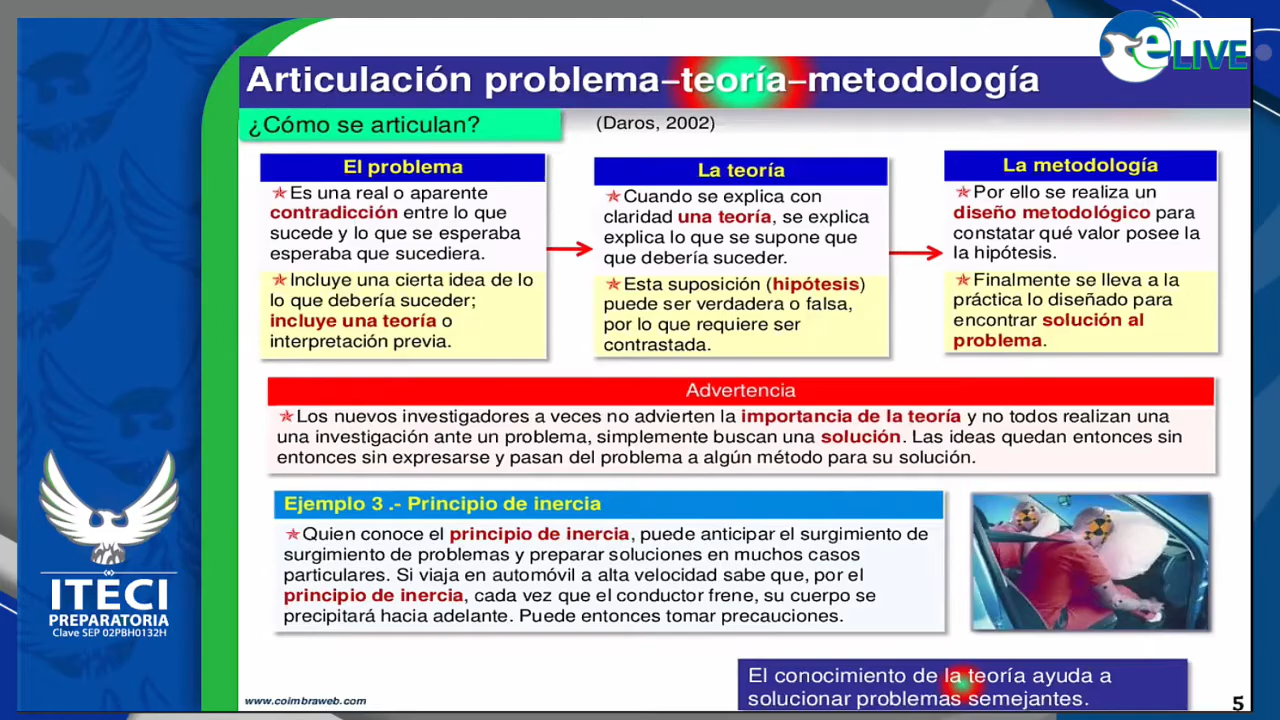 eLIVE
Articulación problema–teoría–metodología
¿Cómo se articulan?
(Daros, 2002)
El problema
Es una real o aparente
contradicción entre lo que
sucede y lo que se esperaba
esperaba que sucediera.
Incluye una cierta idea de lo
lo que debería suceder;
incluye una teoría o
interpretación previa.
La teoría
Cuando se explica con
claridad una teoría, se explica
explica lo que se supone que
que debería suceder.
Esta suposición (hipótesis)
puede ser verdadera o falsa,
por lo que requiere ser
contrastada.
La metodología
Por ello se realiza un
diseño metodológico para
constatar qué valor posee la
la hipótesis.
Finalmente se lleva a la
práctica lo diseñado para
encontrar solución al
problema.
Advertencia
Los nuevos investigadores a veces no advierten la importancia de la teoría y no todos realizan una
una investigación ante un problema, simplemente buscan una solución. Las ideas quedan entonces sin
entonces sin expresarse y pasan del problema a algún método para su solución.
Ejemplo 3 .- Principio de inercia
Quien conoce el principio de inercia, puede anticipar el surgimiento de
surgimiento de problemas y preparar soluciones en muchos casos
particulares. Si viaja en automóvil a alta velocidad sabe que, por el
principio de inercia, cada vez que el conductor frene, su cuerpo se
precipitará hacia adelante. Puede entonces tomar precauciones.
ITECI
PREPARATORIA
Clave SEP 02PBH0132H
El conocimiento de la teoría ayuda a
solucionar problemas semejantes.
www.coimbraweb.com
5